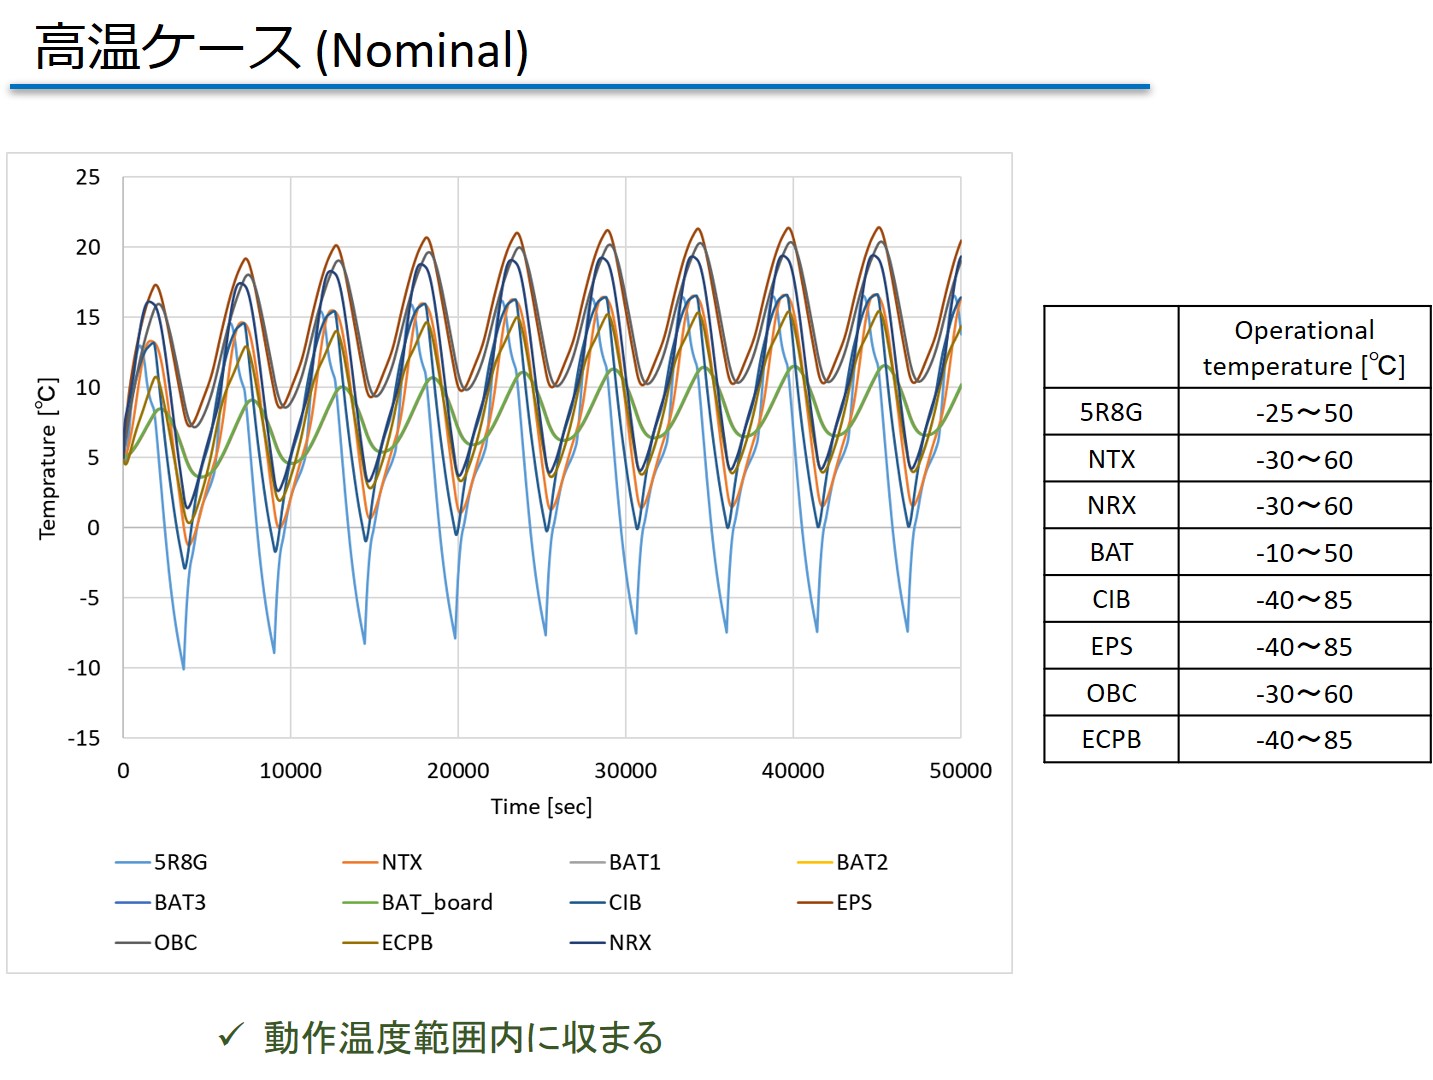 高温ケース (Nominal)
25
20
15
10
5
0
-5
-10
-15
Temprature [℃]
0 10000 20000 30000 40000 50000
Time [sec]
5R8G NTX BAT1 BAT2
BAT3 BAT_board CIB EPS
OBC ECPB NRX
Operational
temperature [℃]
5R8G -25～50
NTX -30～60
NRX -30～60
BAT -10～50
CIB -40～85
EPS -40～85
OBC -30～60
ECPB -40～85
✓ 動作温度範囲内に収まる